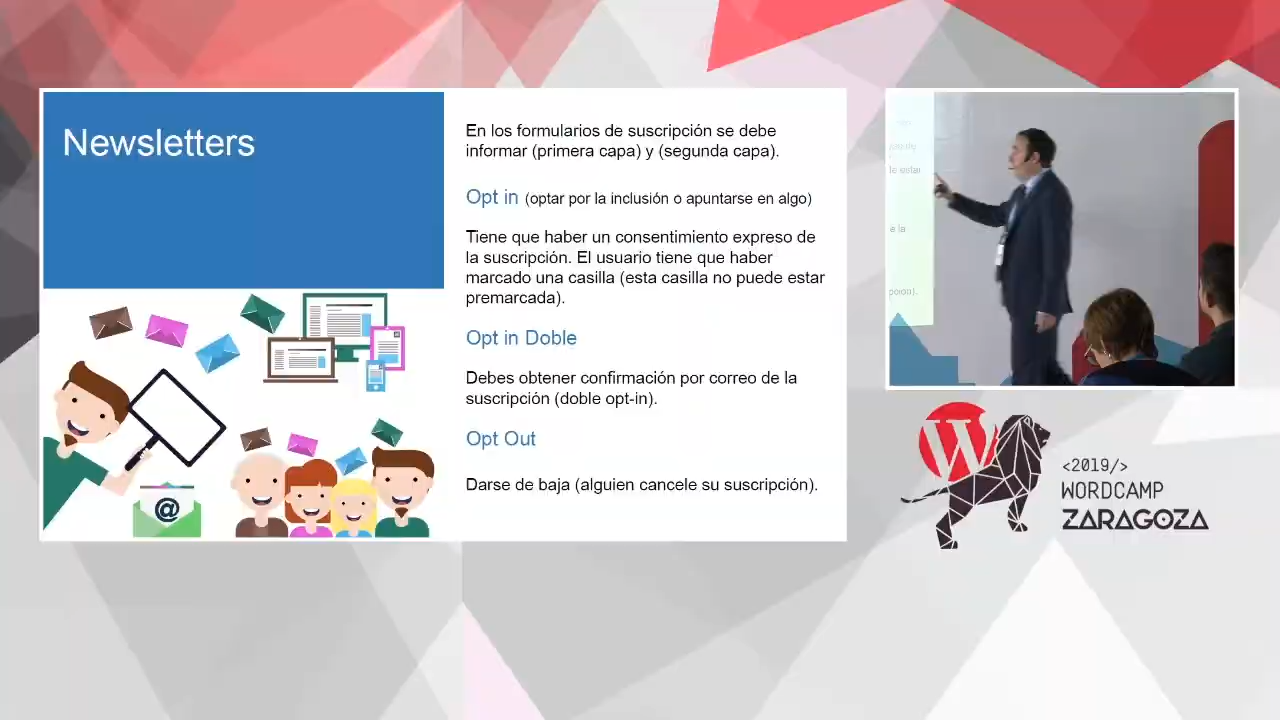 Newsletters
En los formularios de suscripción se debe
informar (primera capa) y (segunda capa).
Opt in (optar por la inclusión o apuntarse en algo)
Tiene que haber un consentimiento expreso de
la suscripción. El usuario tiene que haber
marcado una casilla (esta casilla no puede estar
premarcada).
Opt in Doble
Debes obtener confirmación por correo de la
suscripción (doble opt-in).
Opt Out
Darse de baja (alguien cancele su suscripción).
@
W
<2019/>
WORDCAMP
ZARAGOZA